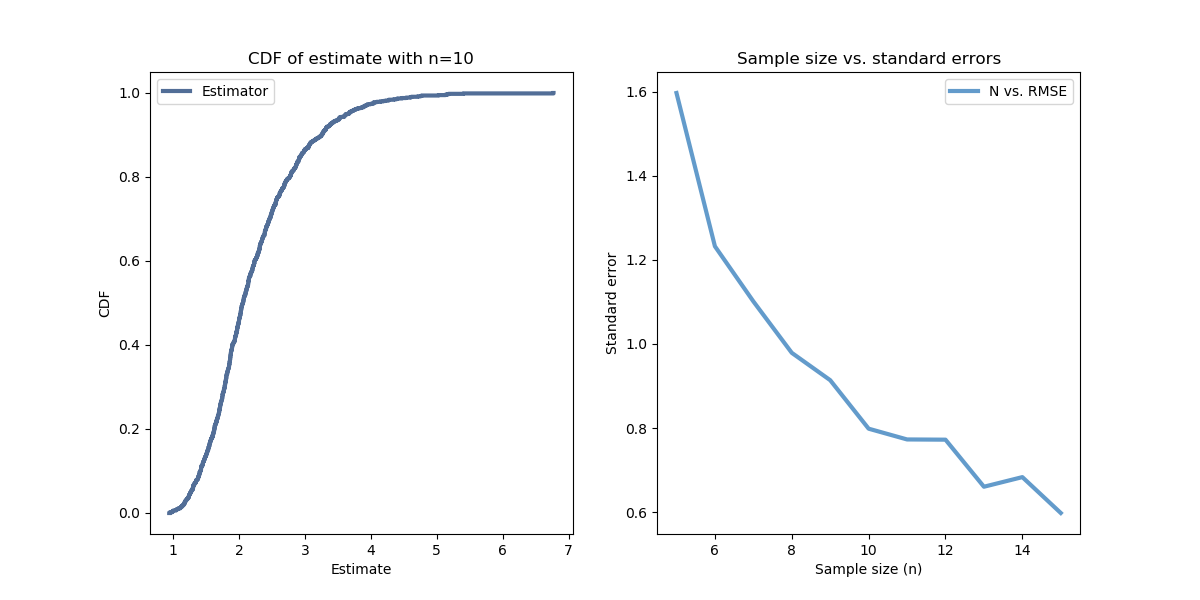 CDF of estimate with n=10
Estimator
1.0
0.8
0.6
0.4
0.2
0.0
CDF
1 2 3 4 5 6 7
Estimate
Sample size vs. standard errors
N vs. RMSE
1.6
1.4
1.2
1.0
0.8
0.6
Standard error
6 8 10 12 14
Sample size (n)